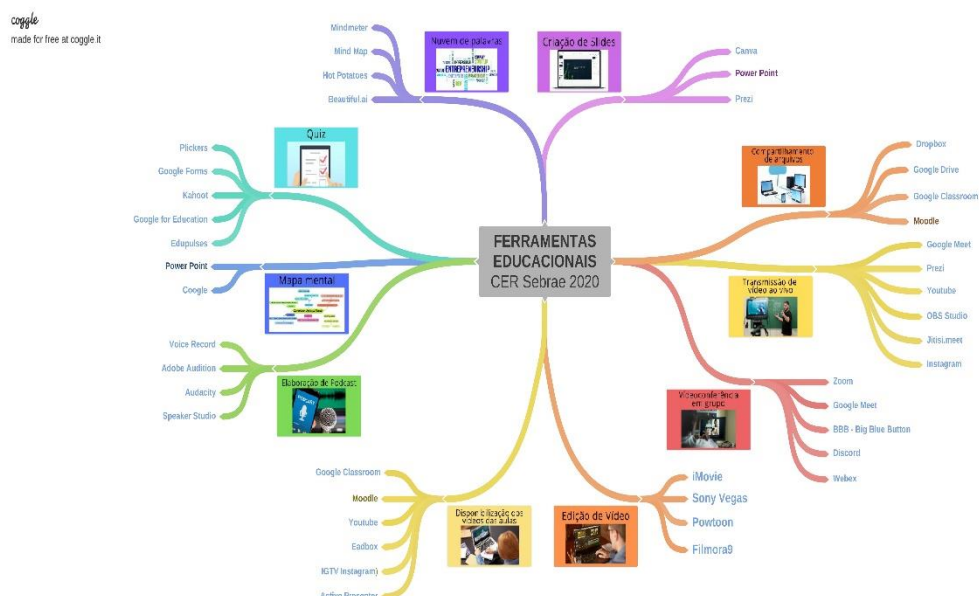 coggle
made for free at coggle.it
Mindmeter
Mind Map
Hot Potatoes
Beautiful.ai
Nuvem de palavras
ENTREPRENEURSHIP
Criação de Slides
Canva
Power Point
Prezi
Quiz
Plickers
Google Forms
Kahoot
Google for Education
Edupulses
Compartilhamento
de arquivos
Dropbox
Google Drive
Google Classroom
Moodle
FERRAMENTAS
EDUCACIONAIS
CER Sebrae 2020
Power Point
Coogle
Mapa mental
Transmissão de
vídeo ao vivo
Google Meet
Prezi
Youtube
OBS Studio
Jitisi.meet
Instagram
Voice Record
Adobe Audition
Audacity
Speaker Studio
Elaboração de Podcast
PODCAST
Videoconferência
em grupo
Zoom
Google Meet
BBB - Big Blue Button
Discord
Webex
Google Classroom
Moodle
Youtube
Eadbox
IGTV Instagram)
Disponibilização dos
vídeos das aulas
Edição de Vídeo
iMovie
Sony Vegas
Powtoon
Filmora9